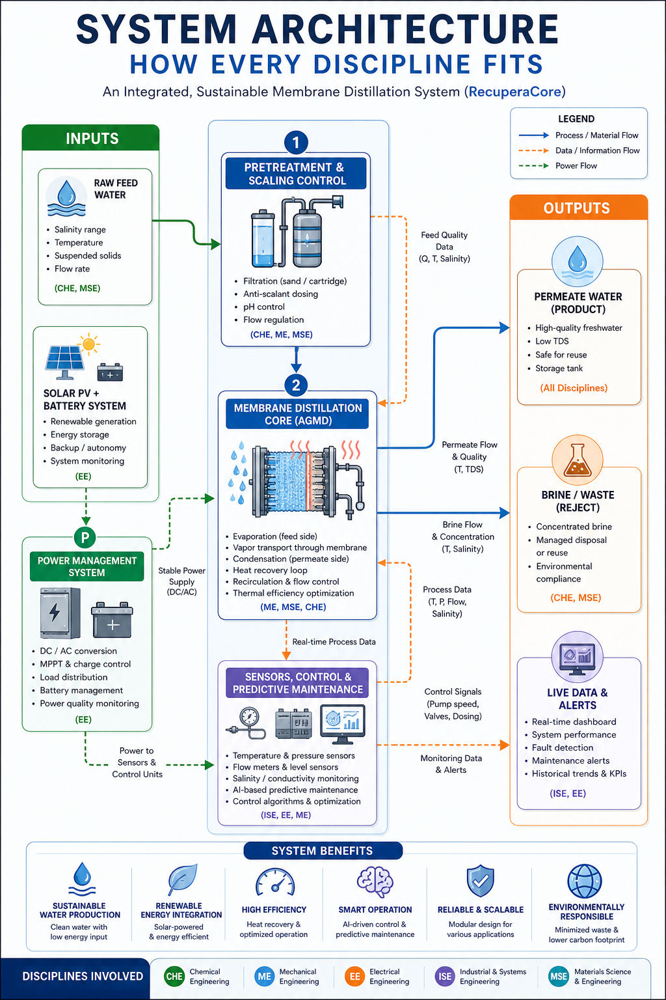 SYSTEM ARCHITECTURE
HOW EVERY DISCIPLINE FITS
An Integrated, Sustainable Membrane Distillation System (RecuperaCore)
LEGEND
Process / Material Flow
Data / Information Flow
Power Flow
INPUTS
RAW FEED
WATER
• Salinity range
• Temperature
• Suspended solids
• Flow rate
(CHE, MSE)
SOLAR PV +
BATTERY SYSTEM
• Renewable generation
• Energy storage
• Backup / autonomy
• System monitoring
(EE)
P
POWER MANAGEMENT
SYSTEM
• DC / AC conversion
• MPPT & charge control
• Load distribution
• Battery management
• Power quality monitoring
(EE)
Stable Power
Supply
(DC/AC)
Power to
Sensors &
Control Units
1
PRETREATMENT &
SCALING CONTROL
• Filtration (sand / cartridge)
• Anti-scalant dosing
• pH control
• Flow regulation
(CHE, ME, MSE)
Feed Quality
Data
(Q, T, Salinity)
2
MEMBRANE DISTILLATION
CORE (AGMD)
• Evaporation (feed side)
• Vapor transport through membrane
• Condensation (permeate side)
• Heat recovery loop
• Recirculation & flow control
• Thermal efficiency optimization
(ME, MSE, CHE)
Permeate Flow
& Quality
(T, TDS)
Brine Flow
& Concentration
(T, Salinity)
Process Data
(T, P, Flow,
Salinity)
Real-time Process Data
SENSORS, CONTROL &
PREDICTIVE MAINTENANCE
• Temperature & pressure sensors
• Flow meters & level sensors
• Salinity / conductivity monitoring
• AI-based predictive maintenance
• Control algorithms & optimization
(ISE, EE, ME)
Control Signals
(Pump speed,
Valves, Dosing)
Monitoring Data
& Alerts
OUTPUTS
PERMEATE WATER
(PRODUCT)
• High-quality freshwater
• Low TDS
• Safe for reuse
• Storage tank
(All Disciplines)
BRINE / WASTE
(REJECT)
• Concentrated brine
• Managed disposal
or reuse
• Environmental
compliance
(CHE, MSE)
LIVE DATA &
ALERTS
• Real-time dashboard
• System performance
• Fault detection
• Maintenance alerts
• Historical trends & KPIs
(ISE, EE)
SYSTEM BENEFITS
SUSTAINABLE
WATER PRODUCTION
Clean water with
low energy input
RENEWABLE
ENERGY INTEGRATION
Solar-powered
& energy efficient
HIGH EFFICIENCY
Heat recovery &
optimized operation
SMART OPERATION
AI-driven control &
predictive maintenance
RELIABLE & SCALABLE
Modular design for
various applications
ENVIRONMENTALLY
RESPONSIBLE
Minimized waste &
lower carbon footprint
DISCIPLINES INVOLVED
CHE Chemical
Engineering
ME Mechanical
Engineering
EE Electrical
Engineering
ISE Industrial & Systems
Engineering
MSE Materials Science
& Engineering